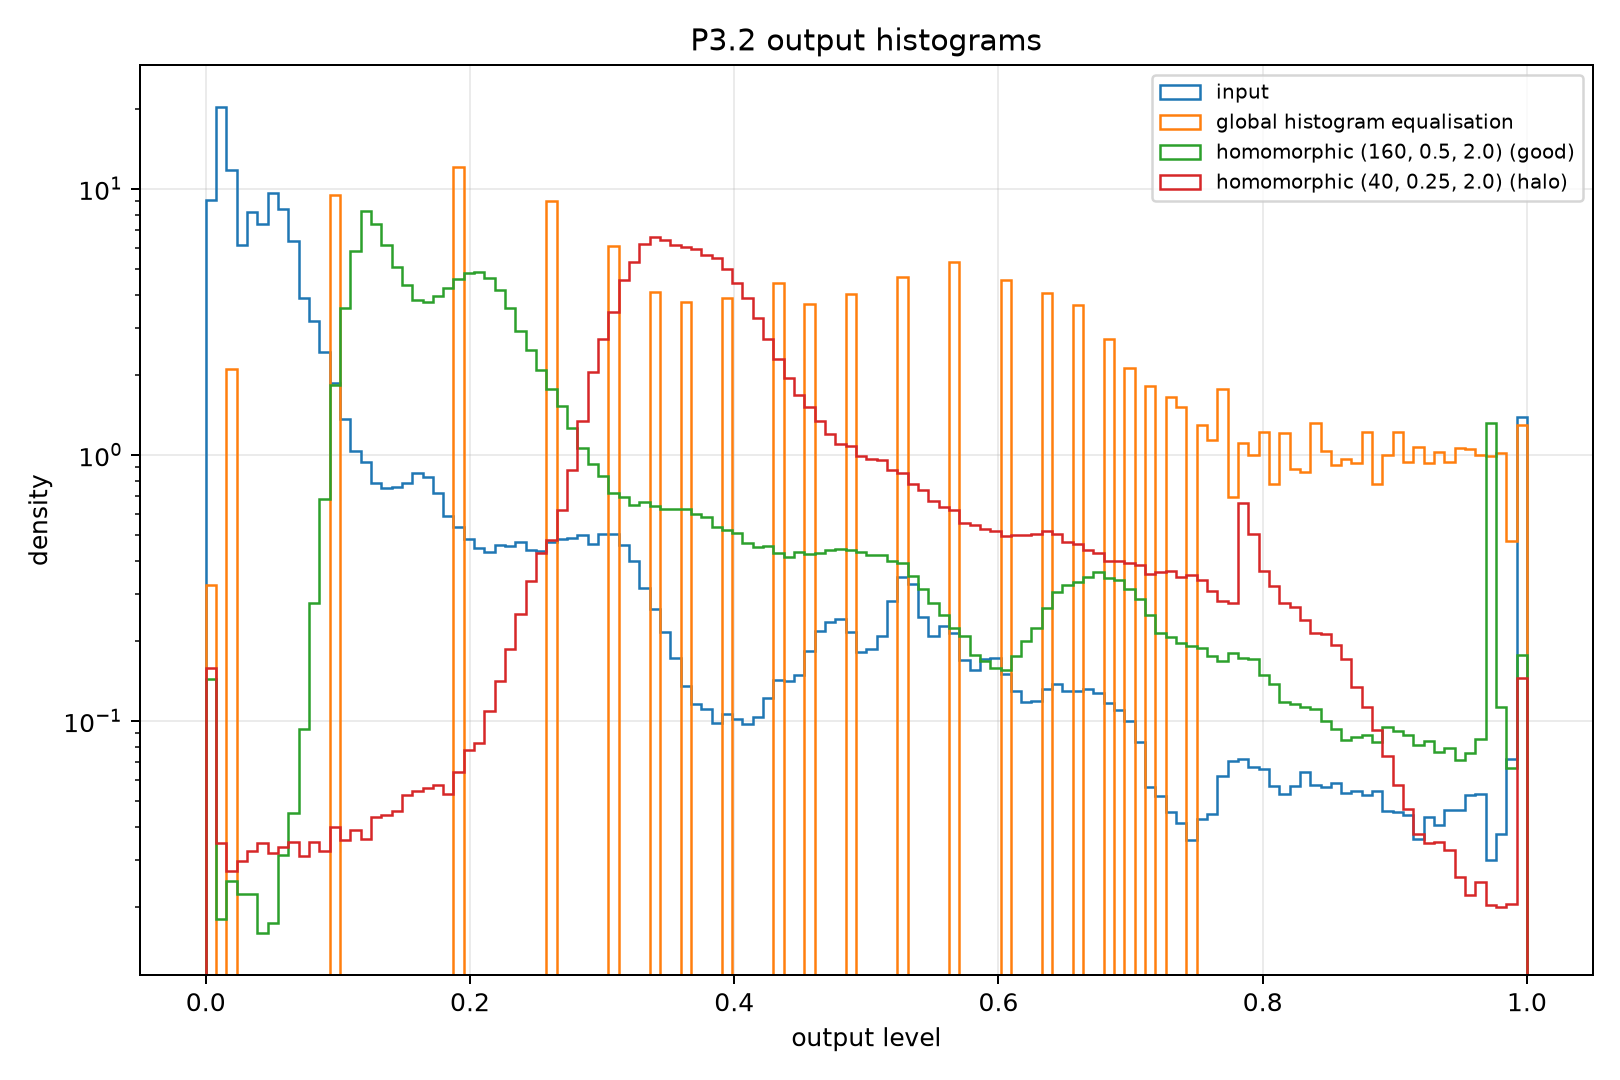 P3.2 output histograms
input
global histogram equalisation
homomorphic (160, 0.5, 2.0) (good)
homomorphic (40, 0.25, 2.0) (halo)
density
10¹
10⁰
10⁻¹
0.0 0.2 0.4 0.6 0.8 1.0
output level